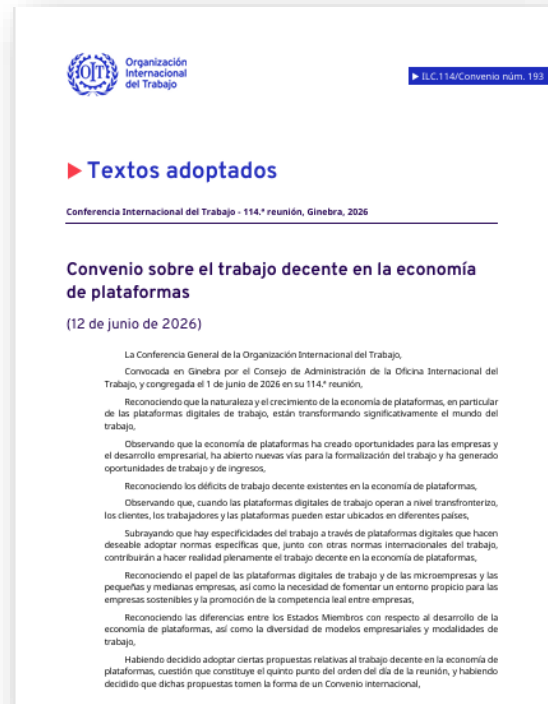 Organización
Internacional
del Trabajo
▶ ILC.114/Convenio núm. 193
▶ Textos adoptados
Conferencia Internacional del Trabajo - 114.ª reunión, Ginebra, 2026
Convenio sobre el trabajo decente en la economía
de plataformas
(12 de junio de 2026)
La Conferencia General de la Organización Internacional del Trabajo,
Convocada en Ginebra por el Consejo de Administración de la Oficina Internacional del
Trabajo, y congregada el 1 de junio de 2026 en su 114.ª reunión,
Reconociendo que la naturaleza y el crecimiento de la economía de plataformas, en particular
de las plataformas digitales de trabajo, están transformando significativamente el mundo del
trabajo,
Observando que la economía de plataformas ha creado oportunidades para las empresas y
el desarrollo empresarial, ha abierto nuevas vías para la formalización del trabajo y ha generado
oportunidades de trabajo y de ingresos,
Reconociendo los déficits de trabajo decente existentes en la economía de plataformas,
Observando que, cuando las plataformas digitales de trabajo operan a nivel transfronterizo,
los clientes, los trabajadores y las plataformas pueden estar ubicados en diferentes países,
Subrayando que hay especificidades del trabajo a través de plataformas digitales que hacen
deseable adoptar normas específicas que, junto con otras normas internacionales del trabajo,
contribuirán a hacer realidad plenamente el trabajo decente en la economía de plataformas,
Reconociendo el papel de las plataformas digitales de trabajo y de las microempresas y las
pequeñas y medianas empresas, así como la necesidad de fomentar un entorno propicio para las
empresas sostenibles y la promoción de la competencia leal entre empresas,
Reconociendo las diferencias entre los Estados Miembros con respecto al desarrollo de la
economía de plataformas, así como la diversidad de modelos empresariales y modalidades de
trabajo,
Habiendo decidido adoptar ciertas propuestas relativas al trabajo decente en la economía de
plataformas, cuestión que constituye el quinto punto del orden del día de la reunión, y habiendo
decidido que dichas propuestas tomen la forma de un Convenio internacional,